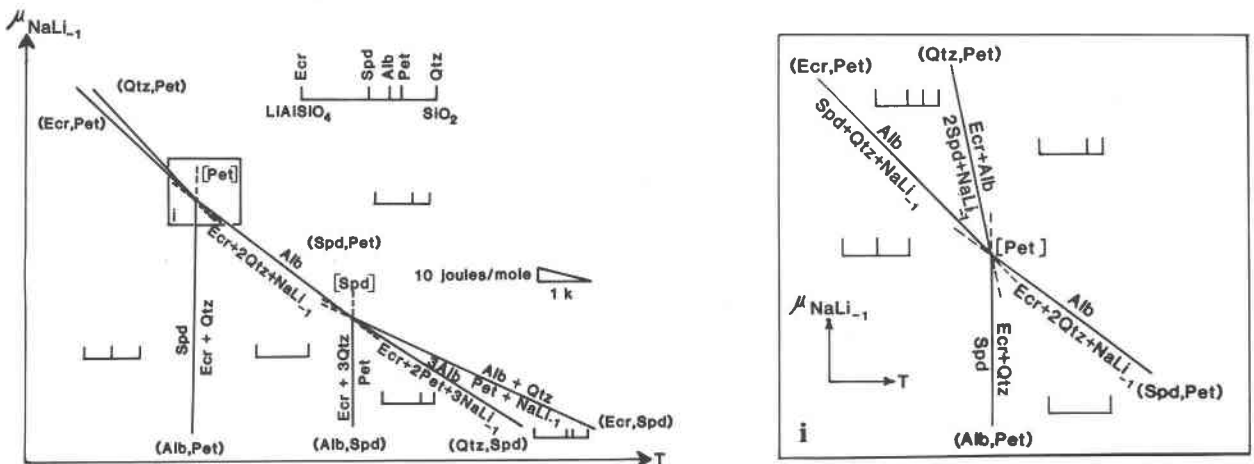 μNaLi₋₁
(Qtz,Pet)
(Ecr,Pet)
Ecr
Spd
Alb
Pet
Qtz
LiAlSiO₄
SiO₂
[Pet]
i
Alb
Ecr+2Qtz+NaLi₋₁
(Spd,Pet)
[Spd]
10 joules/mole
1 k
Spd
Ecr + Qtz
Ecr + 3Qtz
Pet
Alb + Qtz
Pet + NaLi₋₁
3Alb
Ecr+2Pet+3NaLi₋₁
(Ecr,Spd)
(Alb,Pet)
(Alb,Spd)
(Qtz,Spd)
T
(Ecr,Pet)
(Qtz,Pet)
Alb
Spd+Qtz+NaLi₋₁
Ecr+Alb
2Spd+NaLi₋₁
[Pet]
μNaLi₋₁
T
Alb
Ecr+2Qtz+NaLi₋₁
(Spd,Pet)
Ecr+Qtz
Spd
(Alb,Pet)
i